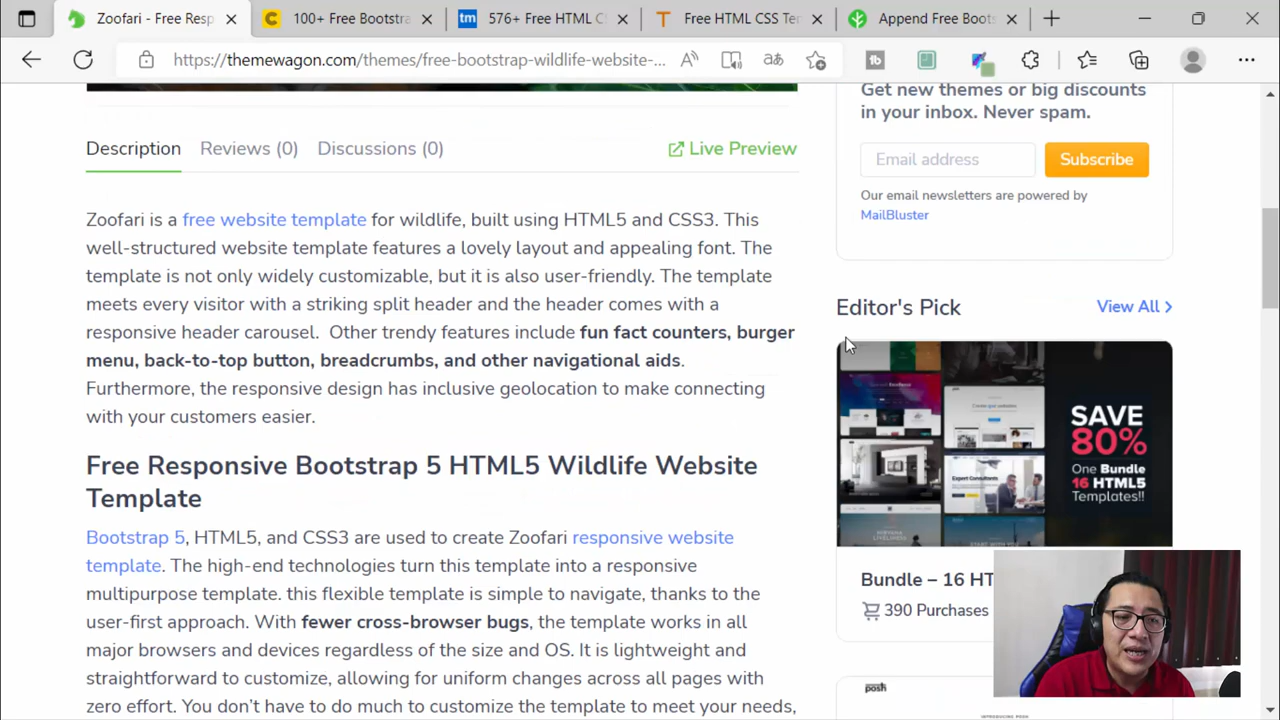 Zoofari - Free Resp
100+ Free Bootstra
576+ Free HTML C
Free HTML CSS Ter
Append Free Boots
https://themewagon.com/themes/free-bootstrap-wildlife-website-...
Get new themes or big discounts
in your inbox. Never spam.
Email address
Subscribe
Our email newsletters are powered by
MailBluster
Description
Reviews (0)
Discussions (0)
Live Preview
Zoofari is a free website template for wildlife, built using HTML5 and CSS3. This
well-structured website template features a lovely layout and appealing font. The
template is not only widely customizable, but it is also user-friendly. The template
meets every visitor with a striking split header and the header comes with a
responsive header carousel.  Other trendy features include fun fact counters, burger
menu, back-to-top button, breadcrumbs, and other navigational aids.
Furthermore, the responsive design has inclusive geolocation to make connecting
with your customers easier.
Free Responsive Bootstrap 5 HTML5 Wildlife Website
Template
Bootstrap 5, HTML5, and CSS3 are used to create Zoofari responsive website
template. The high-end technologies turn this template into a responsive
multipurpose template. this flexible template is simple to navigate, thanks to the
user-first approach. With fewer cross-browser bugs, the template works in all
major browsers and devices regardless of the size and OS. It is lightweight and
straightforward to customize, allowing for uniform changes across all pages with
zero effort. You don't have to do much to customize the template to meet your needs,
Editor's Pick
View All
SAVE
80%
One Bundle
16 HTML5
Templates!!
Expert Consultants
Bundle – 16 HT
390 Purchases
posh